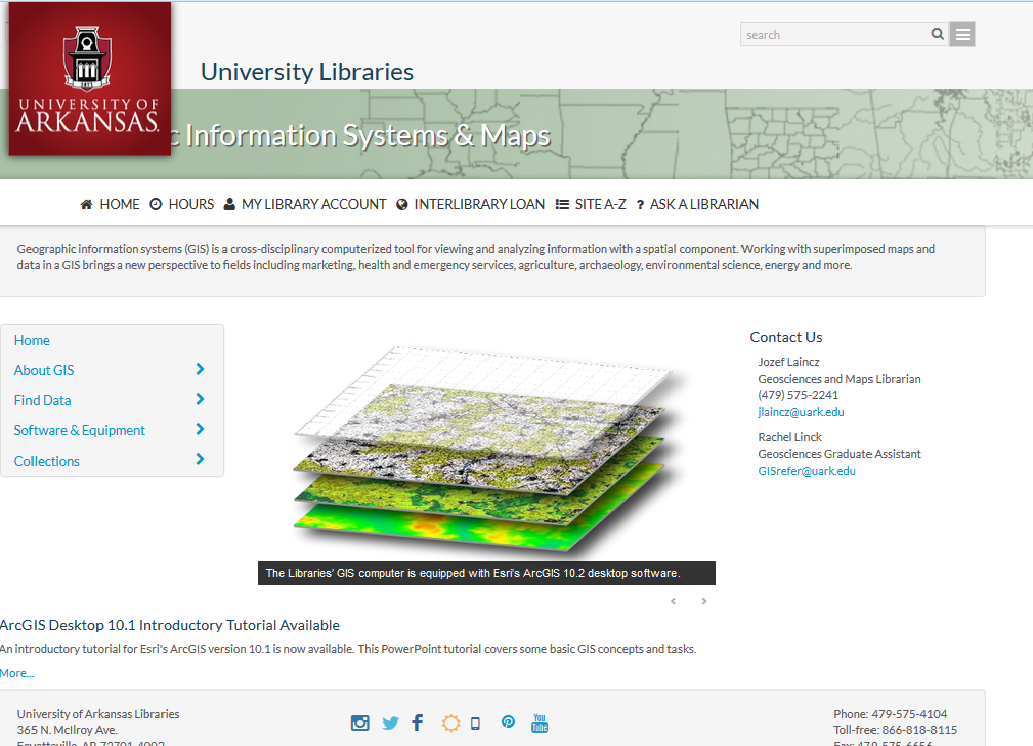 UNIVERSITY OF
ARKANSAS.
search
University Libraries
c Information Systems & Maps
HOME HOURS MY LIBRARY ACCOUNT INTERLIBRARY LOAN SITE A-Z ? ASK A LIBRARIAN
Geographic information systems (GIS) is a cross-disciplinary computerized tool for viewing and analyzing information with a spatial component. Working with superimposed maps and
data in a GIS brings a new perspective to fields including marketing, health and emergency services, agriculture, archaeology, environmental science, energy and more.
Home
About GIS
Find Data
Software & Equipment
Collections
The Libraries' GIS computer is equipped with Esri's ArcGIS 10.2 desktop software.
Contact Us
Jozef Laincz
Geosciences and Maps Librarian
(479) 575-2241
jlaincz@uark.edu
Rachel Linck
Geosciences Graduate Assistant
GISrefer@uark.edu
ArcGIS Desktop 10.1 Introductory Tutorial Available
An introductory tutorial for Esri"s ArcGIS version 10.1 is now available. This PowerPoint tutorial covers some basic GIS concepts and tasks.
More...
University of Arkansas Libraries
365 N. McIlroy Ave.
Fayetteville, AR 72701-4002
You
Tube
Phone: 479-575-4104
Toll-free: 866-818-8115
Fax: 479-575-6656